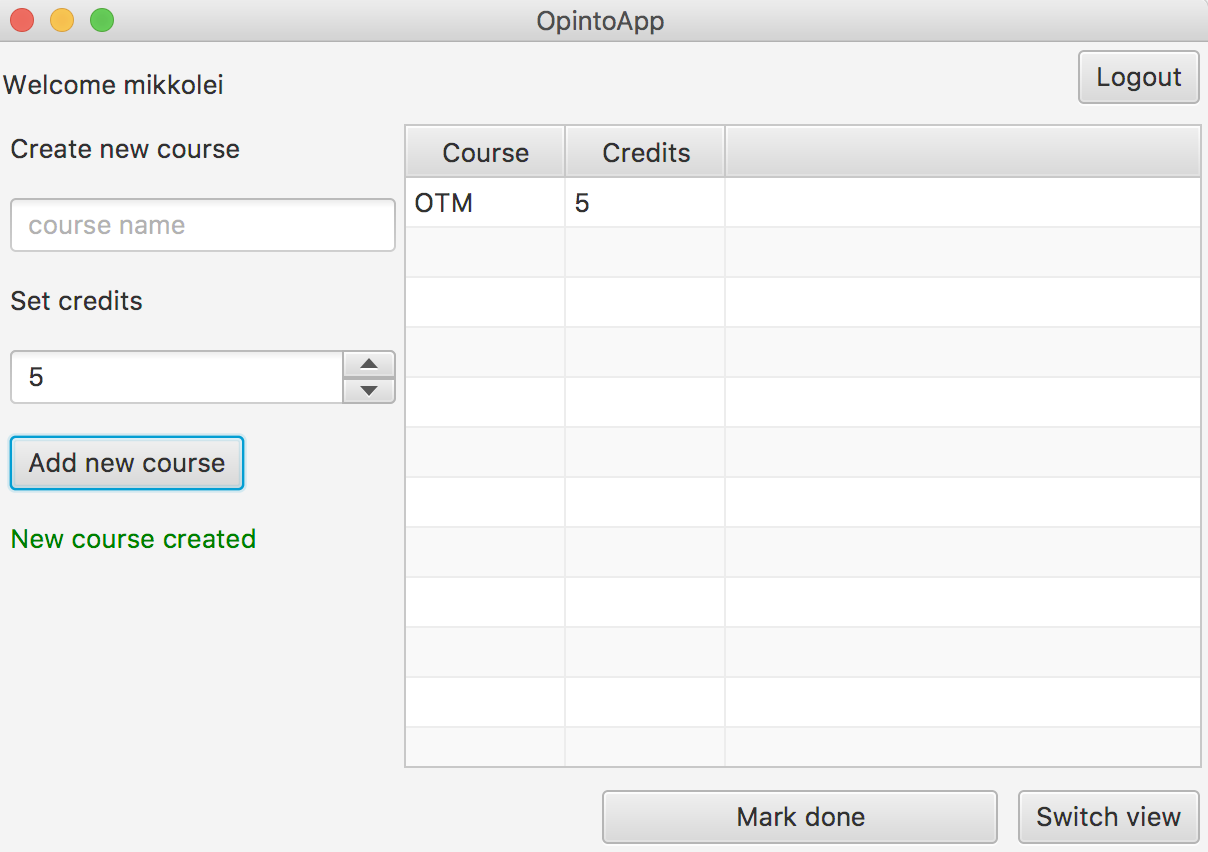 OpintoApp
Welcome mikkolei
Logout
Create new course
course name
Set credits
5
Add new course
New course created
Course Credits
OTM 5
Mark done
Switch view